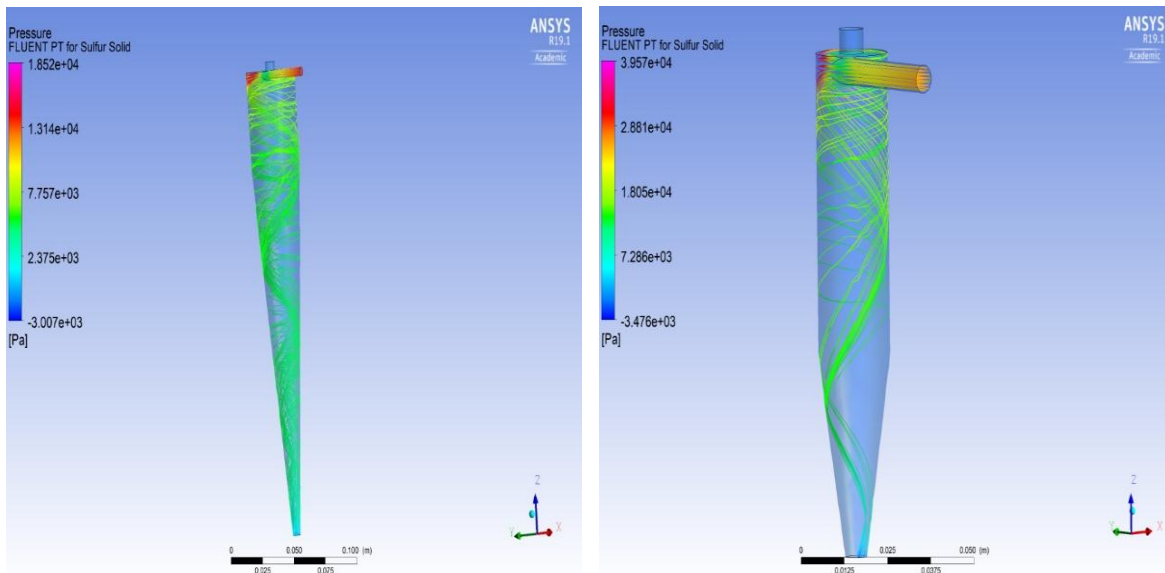 Pressure
FLUENT PT for Sulfur Solid
1.852e+04
1.314e+04
7.757e+03
2.375e+03
-3.007e+03
[Pa]
ANSYS
R19.1
Academic
Z
Y
X
0 0.050 0.100 (m)
0.025 0.075
Pressure
FLUENT PT for Sulfur Solid
3.957e+04
2.881e+04
1.805e+04
7.286e+03
-3.476e+03
[Pa]
ANSYS
R19.1
Academic
Z
Y
X
0 0.025 0.050 (m)
0.0125 0.0375